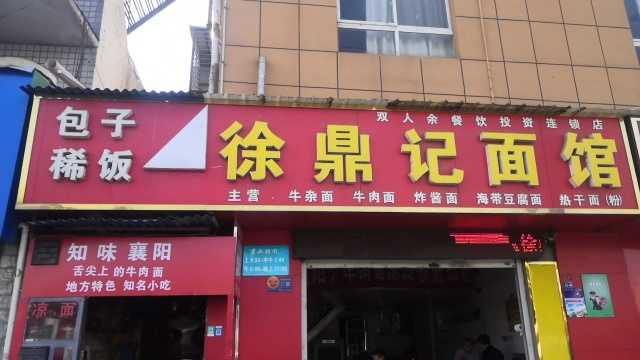 双人余餐饮投资连锁店
包子
稀饭
徐鼎记面馆
主营 牛杂面 牛肉面 炸酱面 海带豆腐面 热干面(粉)
知味襄阳
舌尖上的牛肉面
地方特色 知名小吃
凉面
徐